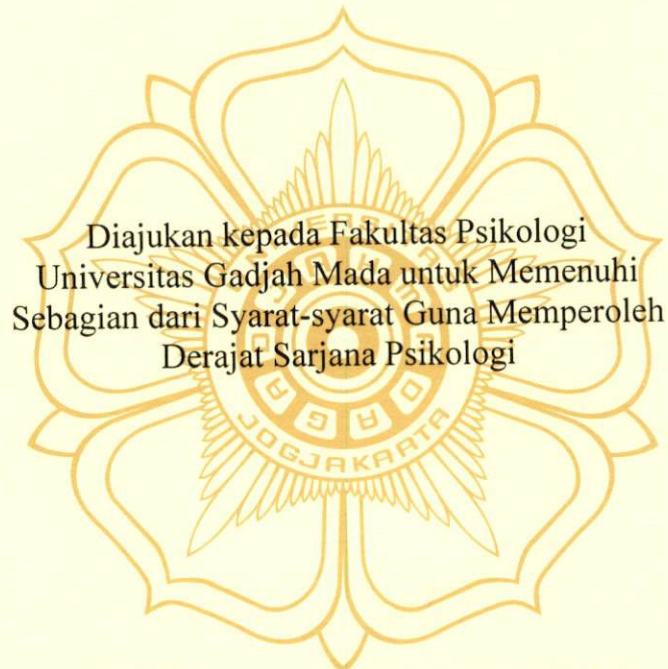 Diajukan kepada Fakultas Psikologi
Universitas Gadjah Mada untuk Memenuhi
Sebagian dari Syarat-syarat Guna Memperoleh
Derajat Sarjana Psikologi
JOGJAKARTA